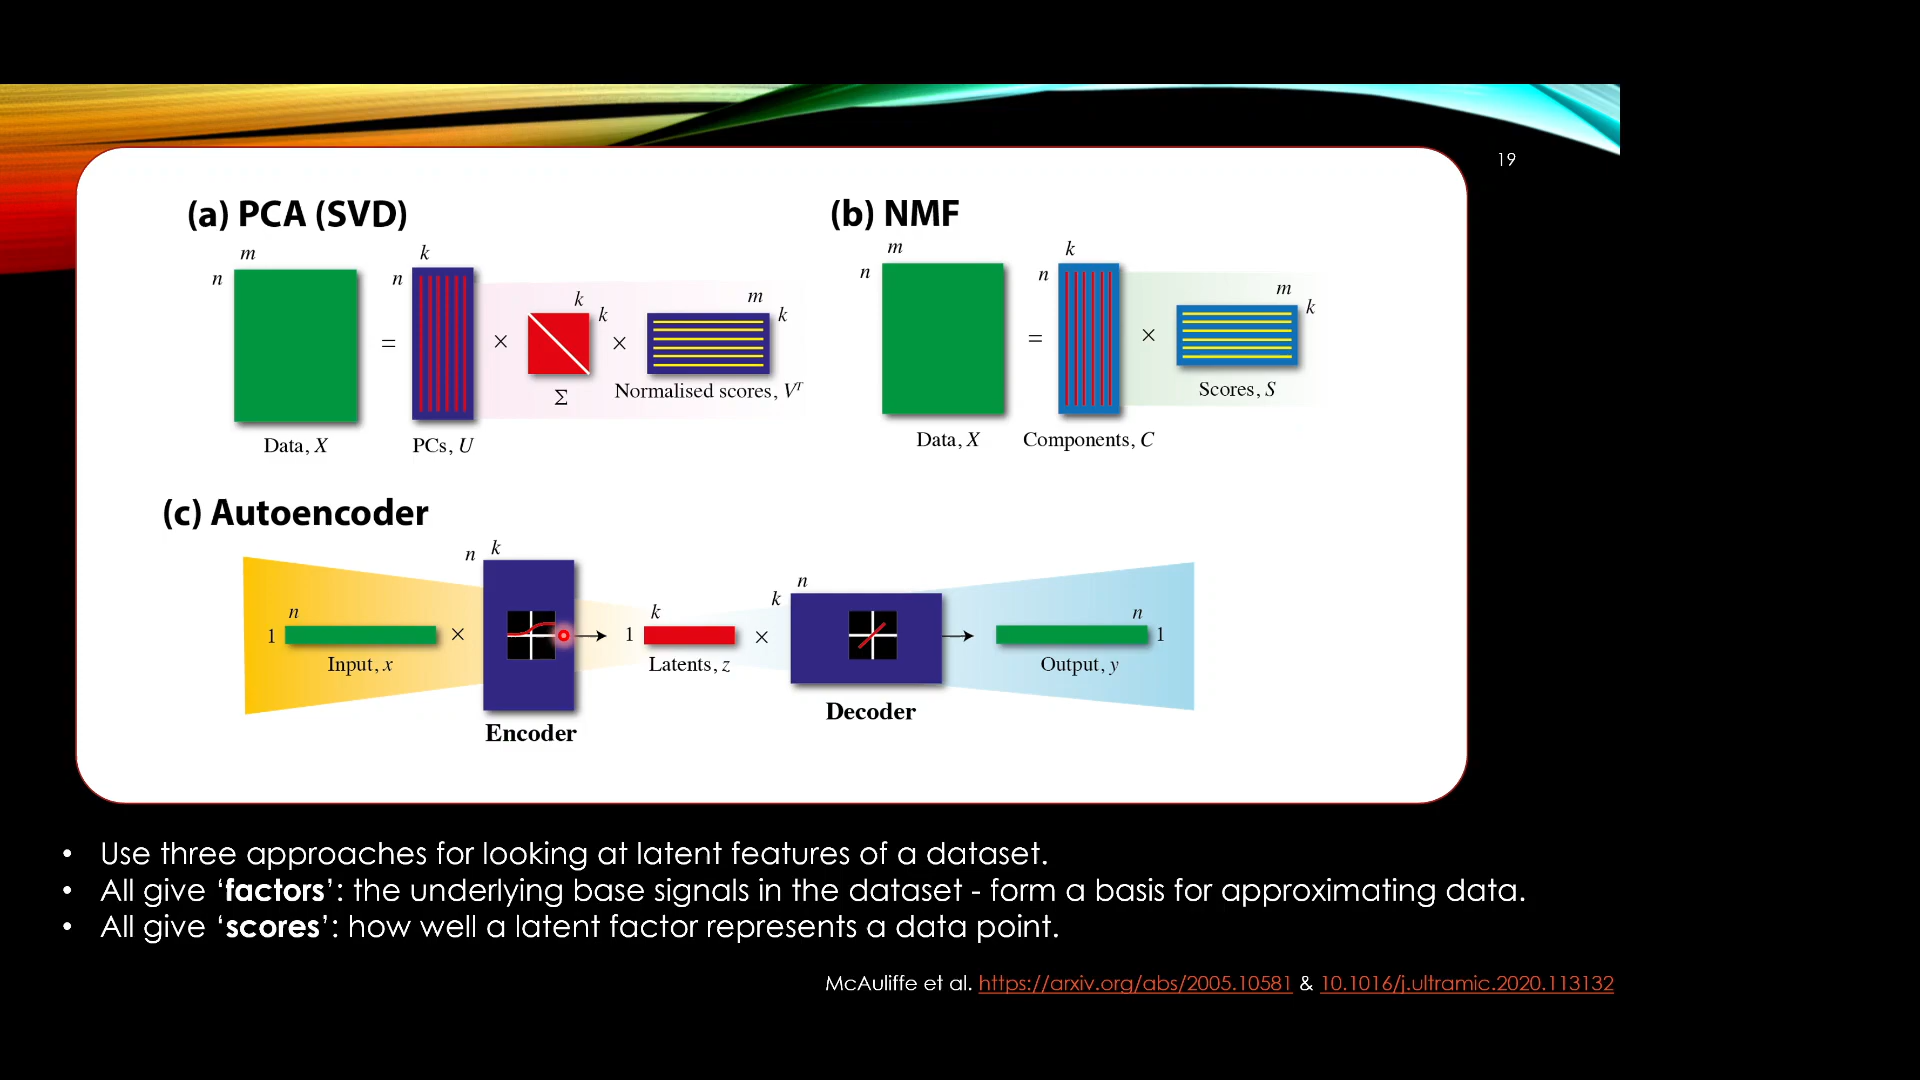 19
(a) PCA (SVD)
m
n
Data, X
=
k
n
PCs, U
×
k
k
Σ
×
m
k
Normalised scores, Vᵀ
(b) NMF
m
n
Data, X
=
k
n
Components, C
×
m
k
Scores, S
(c) Autoencoder
n
1
Input, x
×
n k
Encoder
k
1
Latents, z
×
n
k
Decoder
n
1
Output, y
• Use three approaches for looking at latent features of a dataset.
• All give ‘factors’: the underlying base signals in the dataset - form a basis for approximating data.
• All give ‘scores’: how well a latent factor represents a data point.
McAuliffe et al. https://arxiv.org/abs/2005.10581 & 10.1016/j.ultramic.2020.113132